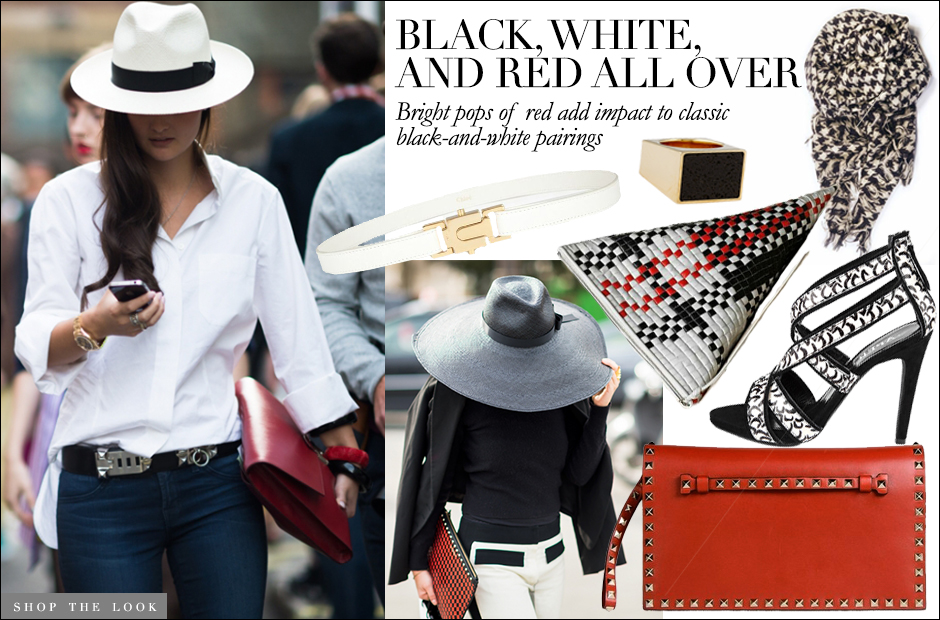 BLACK, WHITE,
AND RED ALL OVER
Bright pops of red add impact to classic
black-and-white pairings
SHOP THE LOOK